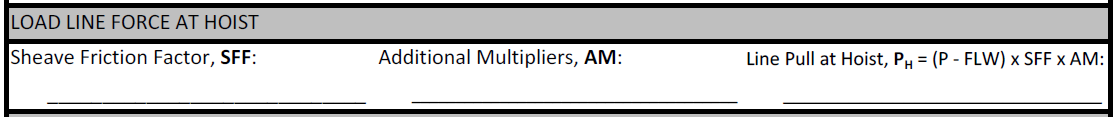 LOAD LINE FORCE AT HOIST
Sheave Friction Factor, SFF: Additional Multipliers, AM: Line Pull at Hoist, PH = (P - FLW) x SFF x AM: